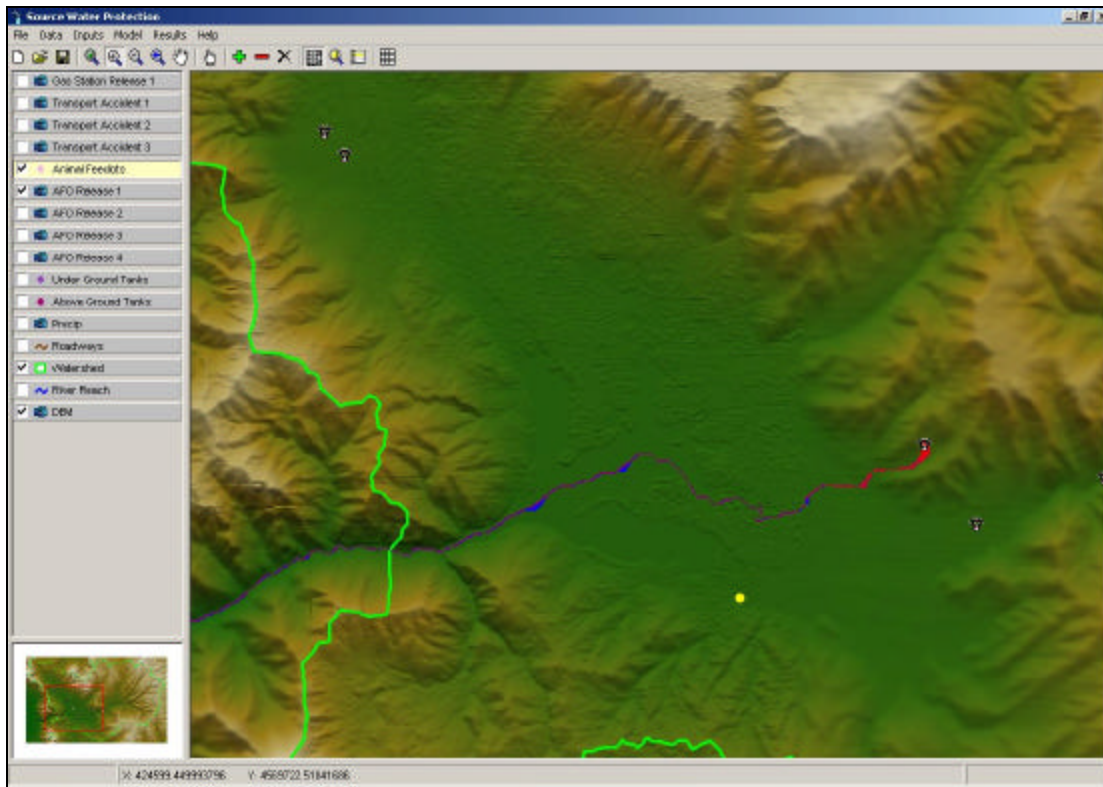 Source Water Protection
File Data Inputs Model Results Help
Gas Station Release 1
Transport Accident 1
Transport Accident 2
Transport Accident 3
Animal Feedlots
AFO Release 1
AFO Release 2
AFO Release 3
AFO Release 4
Under Ground Tanks
Above Ground Tanks
Precip
Roadways
Watershed
River Reach
DEM
X: 424599.449993796 Y: 4569722.51841686